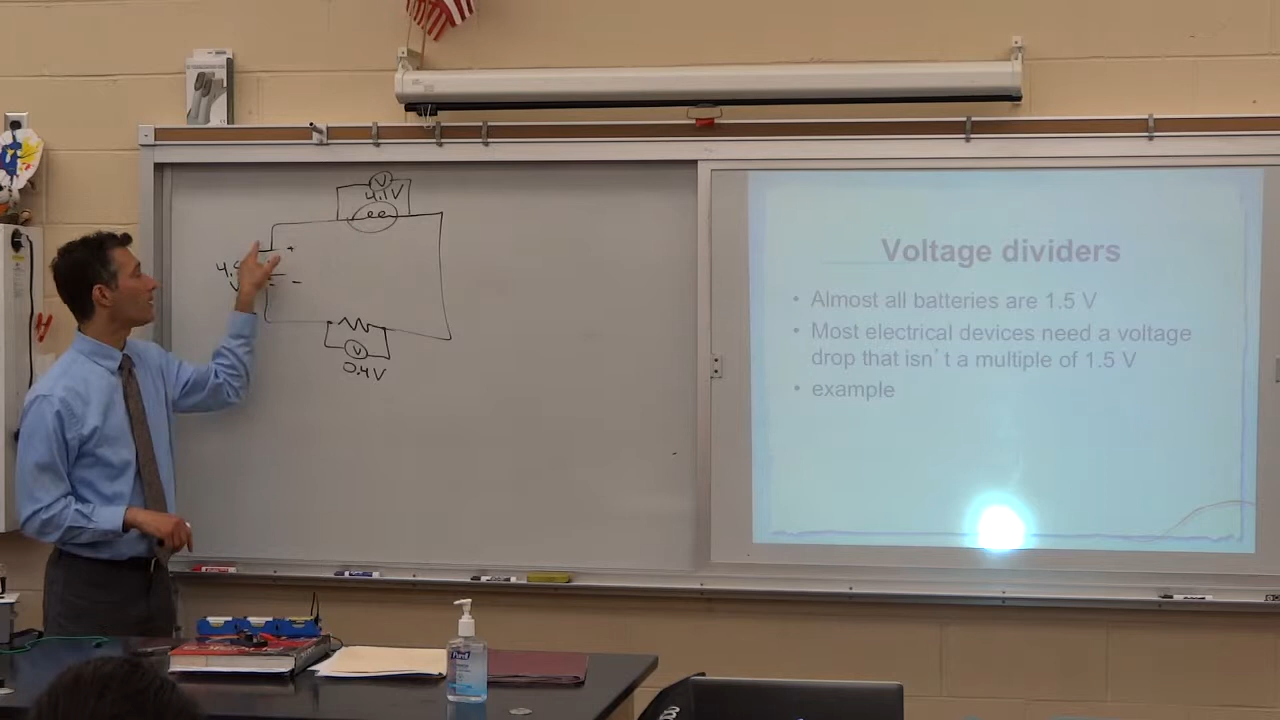 V
4.1V
+
-
V
0.4V
Voltage dividers
• Almost all batteries are 1.5 V
• Most electrical devices need a voltage
drop that isn't a multiple of 1.5 V
• example
Purell